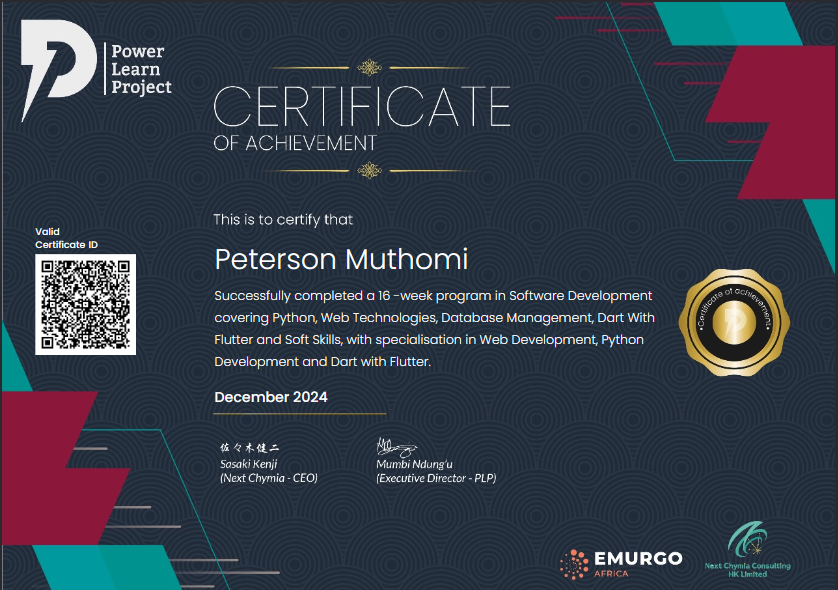 Power
Learn
Project
CERTIFICATE
OF ACHIEVEMENT
This is to certify that
Valid
Certificate ID
Peterson Muthomi
Successfully completed a 16 -week program in Software Development
covering Python, Web Technologies, Database Management, Dart With
Flutter and Soft Skills, with specialisation in Web Development, Python
Development and Dart with Flutter.
Certificate of achievement
December 2024
佐々木健二
Sasaki Kenji
(Next Chymia - CEO)
Mumbi Ndung'u
(Executive Director - PLP)
EMURGO
AFRICA
Next Chymia Consulting
HK Limited